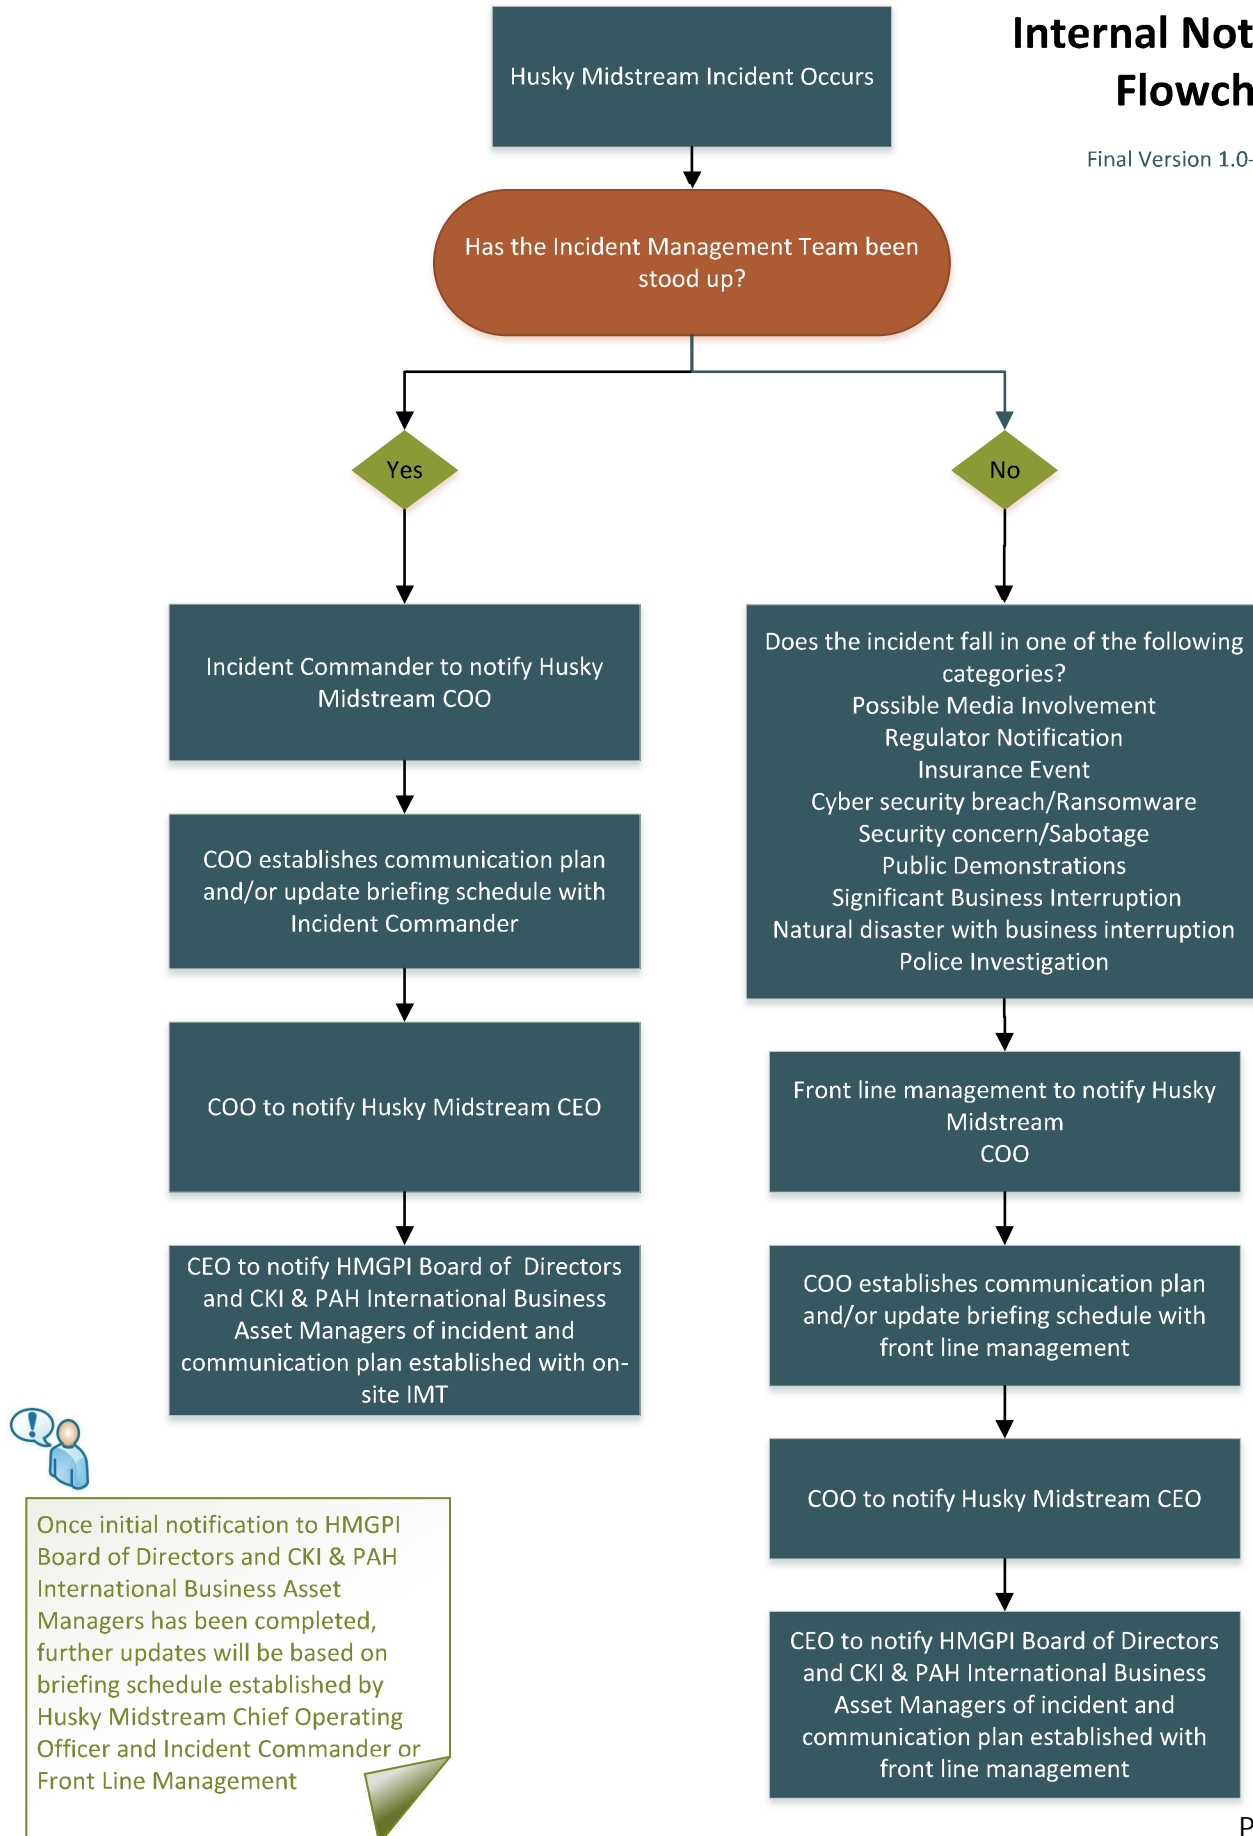 Internal Not
Flowch
Final Version 1.0-
Husky Midstream Incident Occurs
Has the Incident Management Team been
stood up?
Yes
No
Incident Commander to notify Husky
Midstream COO
COO establishes communication plan
and/or update briefing schedule with
Incident Commander
COO to notify Husky Midstream CEO
CEO to notify HMGPI Board of Directors
and CKI & PAH International Business
Asset Managers of incident and
communication plan established with on-
site IMT
Does the incident fall in one of the following
categories?
Possible Media Involvement
Regulator Notification
Insurance Event
Cyber security breach/Ransomware
Security concern/Sabotage
Public Demonstrations
Significant Business Interruption
Natural disaster with business interruption
Police Investigation
Front line management to notify Husky
Midstream
COO
COO establishes communication plan
and/or update briefing schedule with
front line management
COO to notify Husky Midstream CEO
CEO to notify HMGPI Board of Directors
and CKI & PAH International Business
Asset Managers of incident and
communication plan established with
front line management
Once initial notification to HMGPI
Board of Directors and CKI & PAH
International Business Asset
Managers has been completed,
further updates will be based on
briefing schedule established by
Husky Midstream Chief Operating
Officer and Incident Commander or
Front Line Management
P